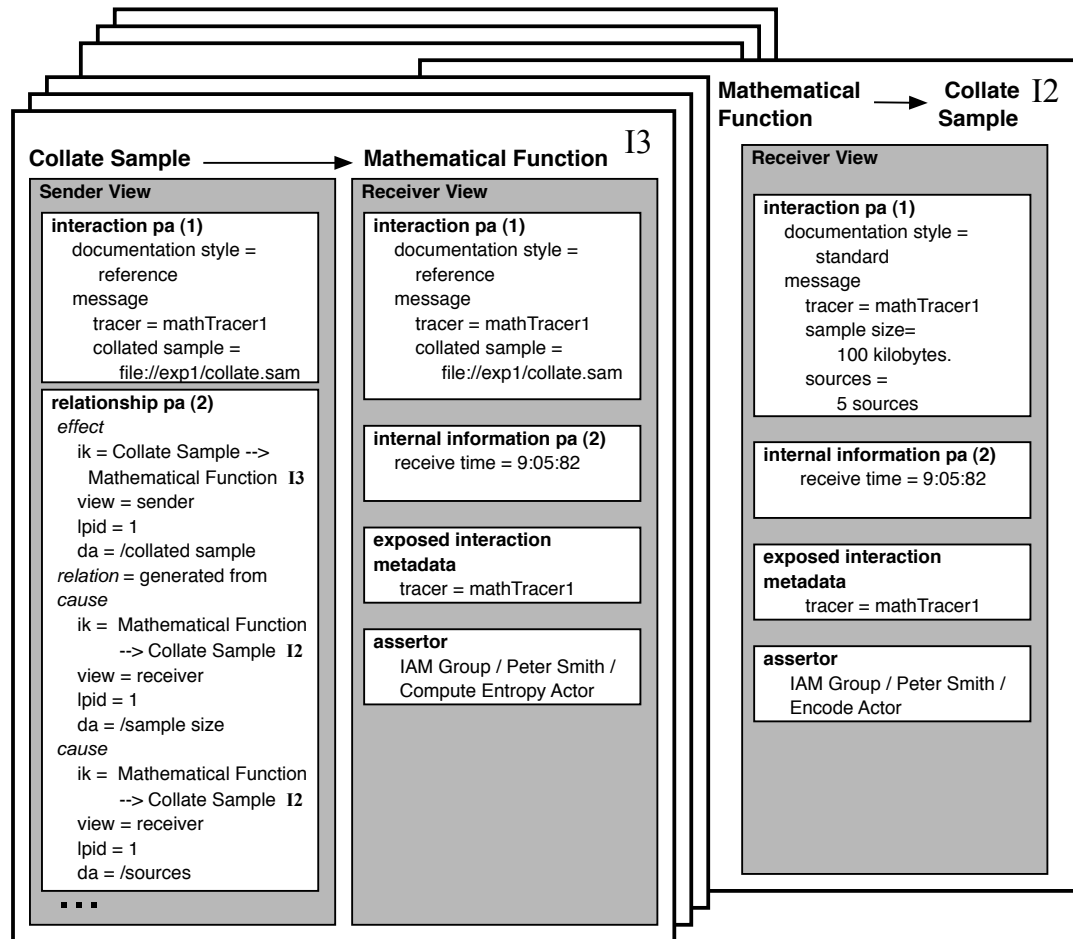 I3
Collate Sample
Mathematical Function
Sender View
interaction pa (1)
documentation style =
reference
message
tracer = mathTracer1
collated sample =
file://exp1/collate.sam
relationship pa (2)
effect
ik = Collate Sample -->
Mathematical Function I3
view = sender
lpid = 1
da = /collated sample
relation = generated from
cause
ik = Mathematical Function
--> Collate Sample I2
view = receiver
lpid = 1
da = /sample size
cause
ik = Mathematical Function
--> Collate Sample I2
view = receiver
lpid = 1
da = /sources
...
Receiver View
interaction pa (1)
documentation style =
reference
message
tracer = mathTracer1
collated sample =
file://exp1/collate.sam
internal information pa (2)
receive time = 9:05:82
exposed interaction
metadata
tracer = mathTracer1
assertor
IAM Group / Peter Smith /
Compute Entropy Actor
Mathematical
Function
Collate
Sample
I2
Receiver View
interaction pa (1)
documentation style =
standard
message
tracer = mathTracer1
sample size=
100 kilobytes.
sources =
5 sources
internal information pa (2)
receive time = 9:05:82
exposed interaction
metadata
tracer = mathTracer1
assertor
IAM Group / Peter Smith /
Encode Actor